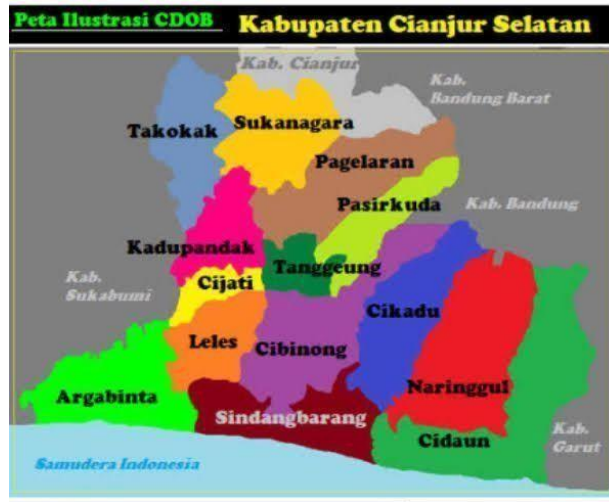 Peta Ilustrasi CDOB Kabupaten Cianjur Selatan
Kab. Cianjur
Kab.
Bandung Barat
Takokak
Sukanagara
Pagelaran
Pasirkuda
Kab. Bandung
Kadupandak
Tanggeung
Kab.
Sukabumi
Cijati
Cikadu
Leles
Cibinong
Argabinta
Naringgul
Sindangbarang
Cidaun
Kab.
Garut
Samudera Indonesia